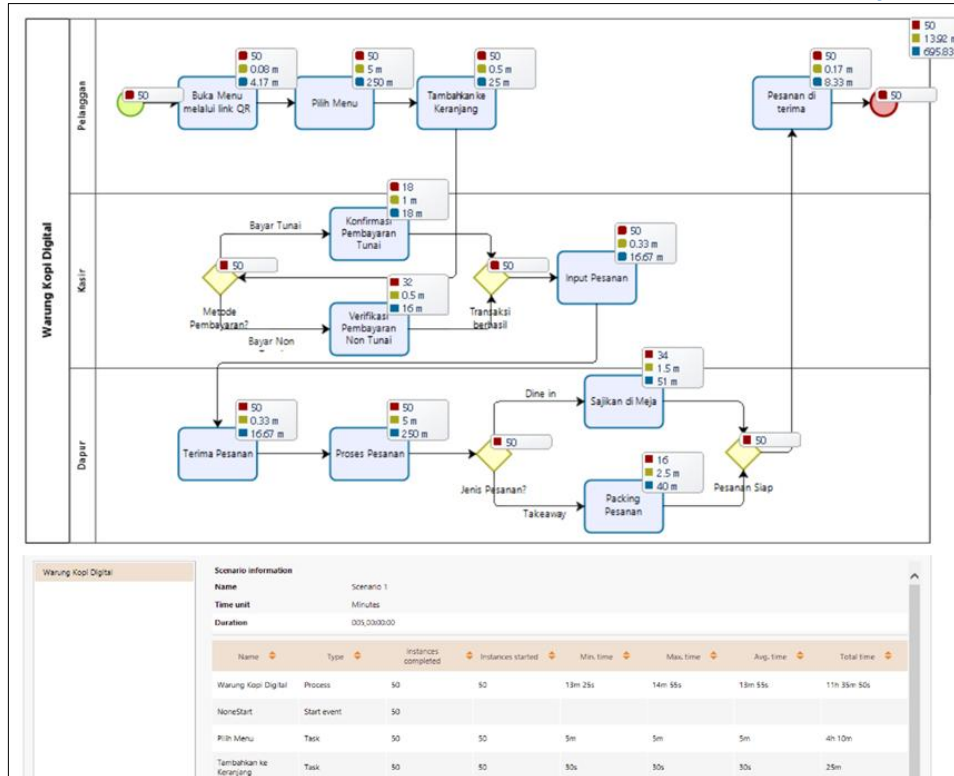 Warung Kopi Digital
Pelanggan
50
Buka Menu
melalui link QR
50
0.08 m
4.17 m
Pilih Menu
50
5 m
250 m
Tambahkan ke
Keranjang
50
0.5 m
25 m
Pesanan di
terima
50
0.17 m
8.33 m
50
50
13.92 m
695.83
Kasir
Bayar Tunai
Konfirmasi
Pembayaran
Tunai
18
1 m
18 m
50
Metode
Pembayaran?
Bayar Non
Verifikasi
Pembayaran
Non Tunai
32
0.5 m
16 m
50
Transaksi
berhasil
Input Pesanan
50
0.33 m
16.67 m
Dapur
Terima Pesanan
50
0.33 m
16.67 m
Proses Pesanan
50
5 m
250 m
50
Jenis Pesanan?
Dine in
Sajikan di Meja
34
1.5 m
51 m
Takeaway
Packing
Pesanan
16
2.5 m
40 m
50
Pesanan Siap
Warung Kopi Digital
Scenario information
Name Scenario 1
Time unit Minutes
Duration 005,00:00:00
Name Type Instances completed Instances started Min. time Max. time Avg. time Total time
Warung Kopi Digital Process 50 50 13m 25s 14m 55s 13m 55s 11h 35m 50s
NoneStart Start event 50
Pilih Menu Task 50 50 5m 5m 5m 4h 10m
Tambahkan ke Keranjang Task 50 50 30s 30s 30s 25m